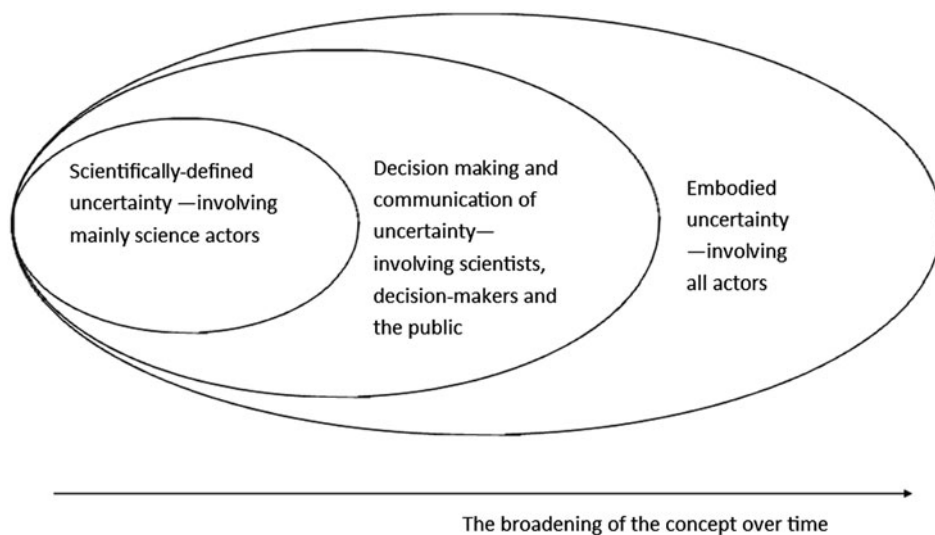 Scientifically-defined
uncertainty —involving
mainly science actors
Decision making and
communication of
uncertainty—
involving scientists,
decision-makers and
the public
Embodied
uncertainty
—involving
all actors
The broadening of the concept over time